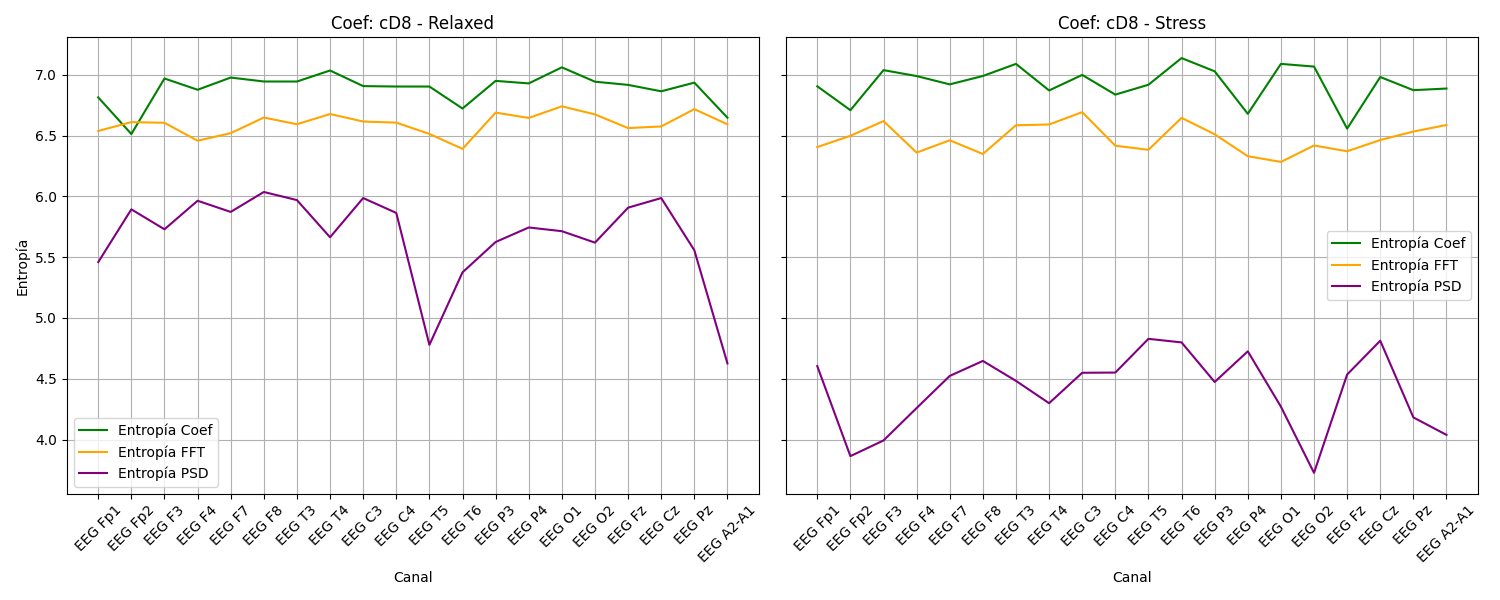 Coef: cD8 - Relaxed
Entropía
7.0
6.5
6.0
5.5
5.0
4.5
4.0
Entropía Coef
Entropía FFT
Entropía PSD
EEG Fp1
EEG Fp2
EEG F3
EEG F4
EEG F7
EEG F8
EEG T3
EEG T4
EEG C3
EEG C4
EEG T5
EEG T6
EEG P3
EEG P4
EEG O1
EEG O2
EEG Fz
EEG Cz
EEG Pz
EEG A2-A1
Canal
Coef: cD8 - Stress
Entropía Coef
Entropía FFT
Entropía PSD
EEG Fp1
EEG Fp2
EEG F3
EEG F4
EEG F7
EEG F8
EEG T3
EEG T4
EEG C3
EEG C4
EEG T5
EEG T6
EEG P3
EEG P4
EEG O1
EEG O2
EEG Fz
EEG Cz
EEG Pz
EEG A2-A1
Canal